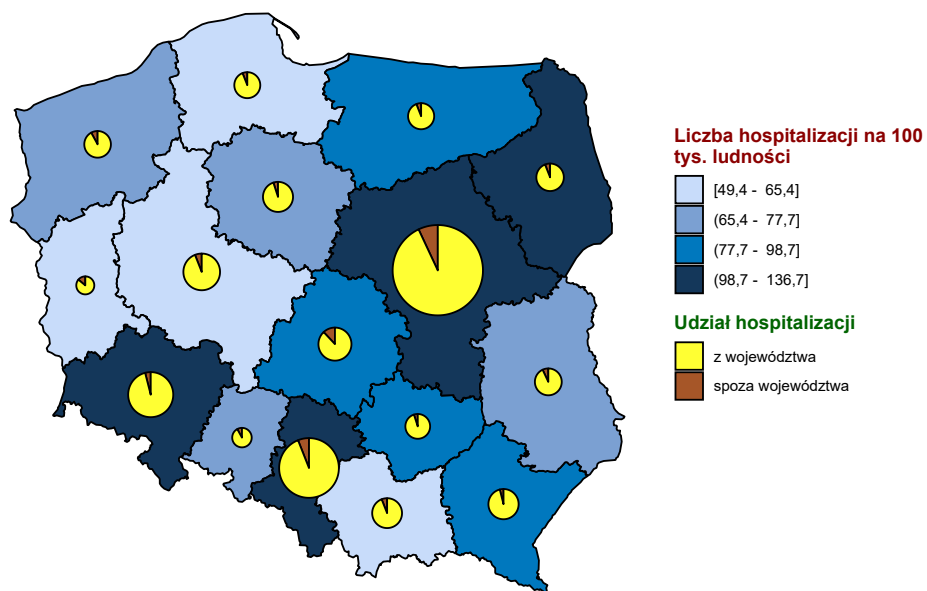 Liczba hospitalizacji na 100
tys. ludności
[49,4 - 65,4]
(65,4 - 77,7]
(77,7 - 98,7]
(98,7 - 136,7]
Udział hospitalizacji
z województwa
spoza województwa